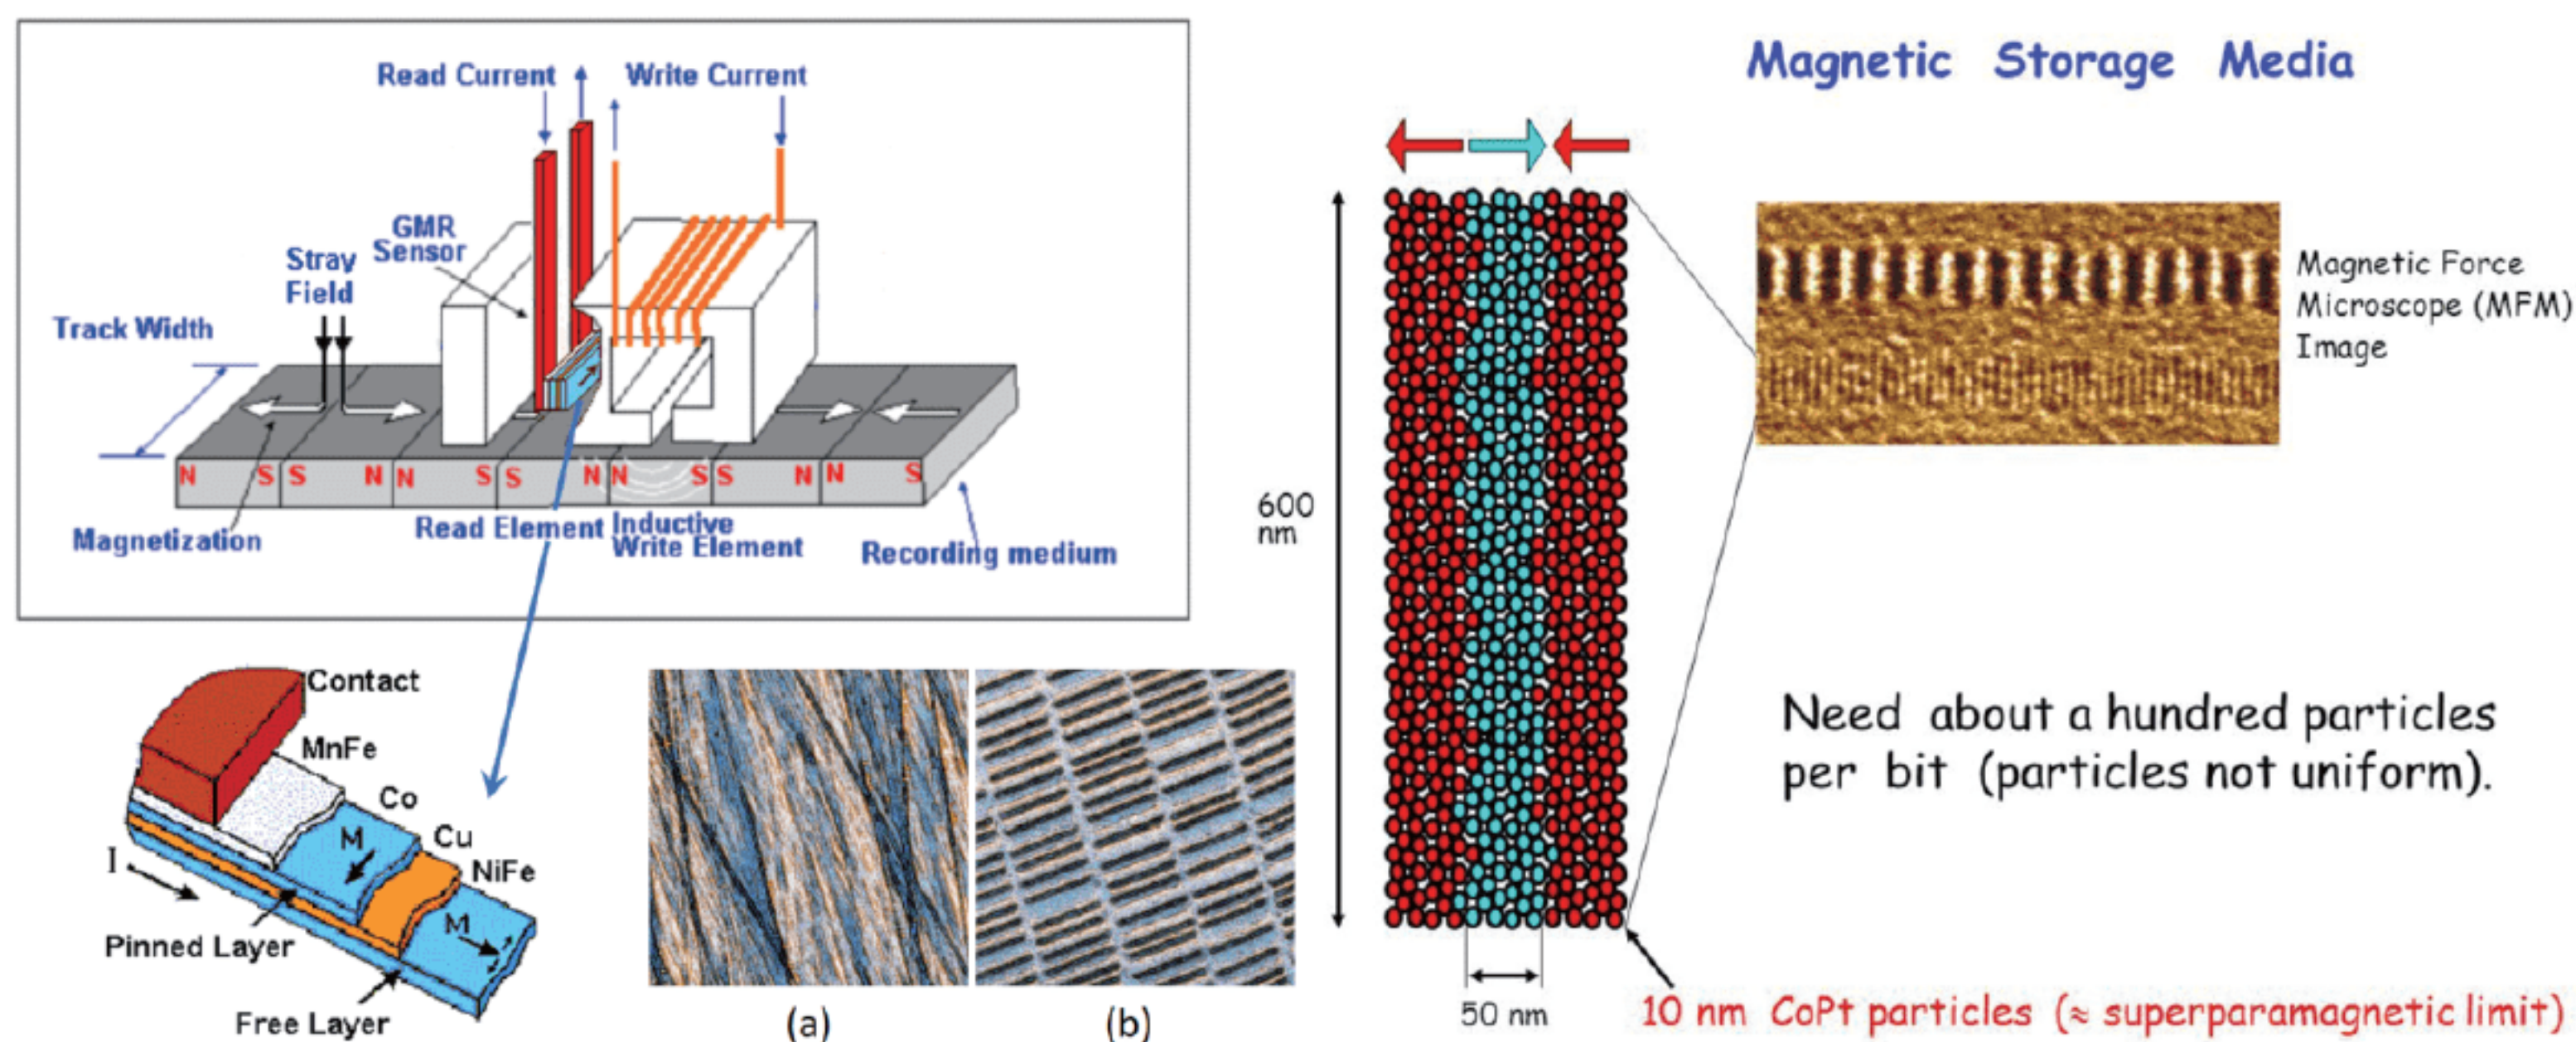 Read Current
Write Current
GMR
Sensor
Stray
Field
Track Width
N S S N N S S N N S S N N S
Magnetization
Read Element
Inductive
Write Element
Recording medium
Contact
MnFe
Co
M
Cu
NiFe
I
M
Pinned Layer
Free Layer
(a)
(b)
Magnetic Storage Media
Magnetic Force
Microscope (MFM)
Image
600
nm
Need about a hundred particles
per bit (particles not uniform).
50 nm
10 nm CoPt particles (≈ superparamagnetic limit)